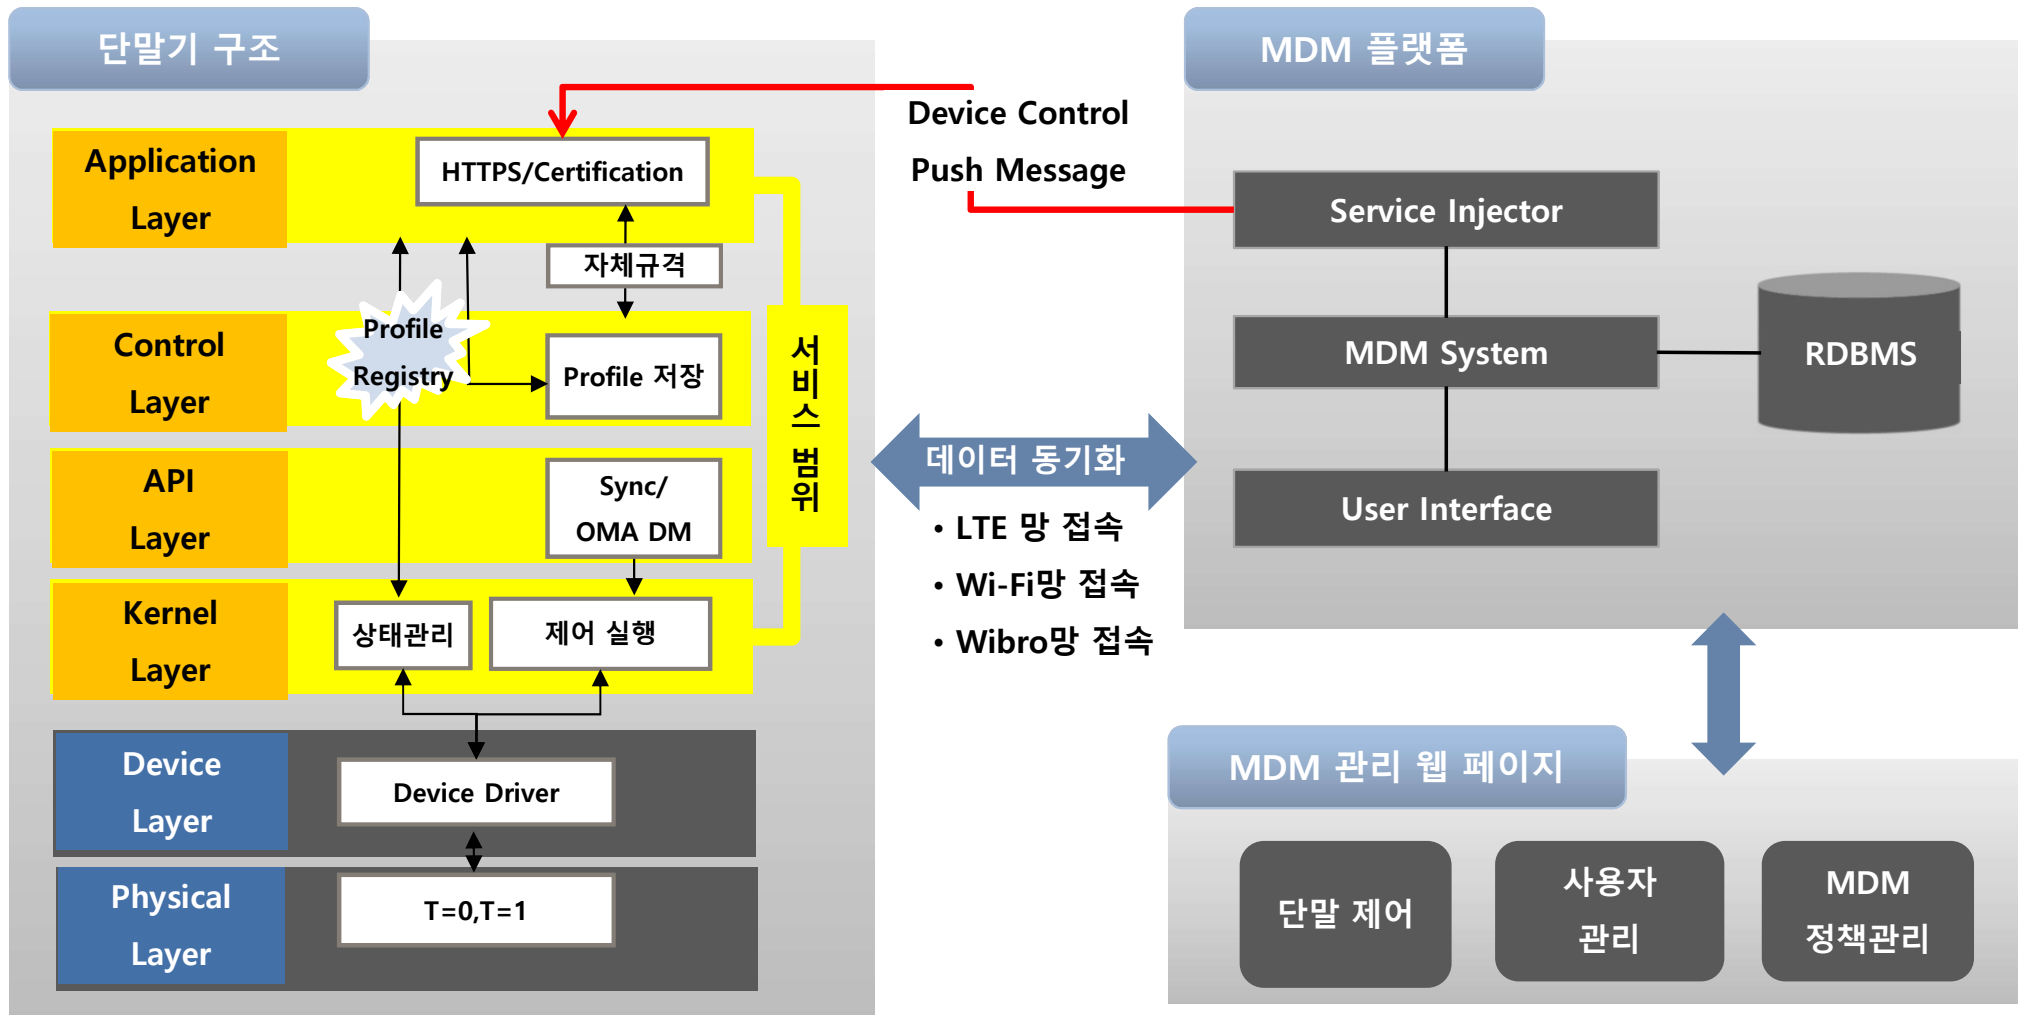 단말기 구조
Application
Layer
HTTPS/Certification
자체규격
Control
Layer
Profile
Registry
Profile 저장
API
Layer
Sync/
OMA DM
Kernel
Layer
상태관리
제어 실행
Device
Layer
Device Driver
Physical
Layer
T=0,T=1
서비스 범위
Device Control
Push Message
데이터 동기화
• LTE 망 접속
• Wi-Fi망 접속
• Wibro망 접속
MDM 플랫폼
Service Injector
MDM System
RDBMS
User Interface
MDM 관리 웹 페이지
단말 제어
사용자
관리
MDM
정책관리